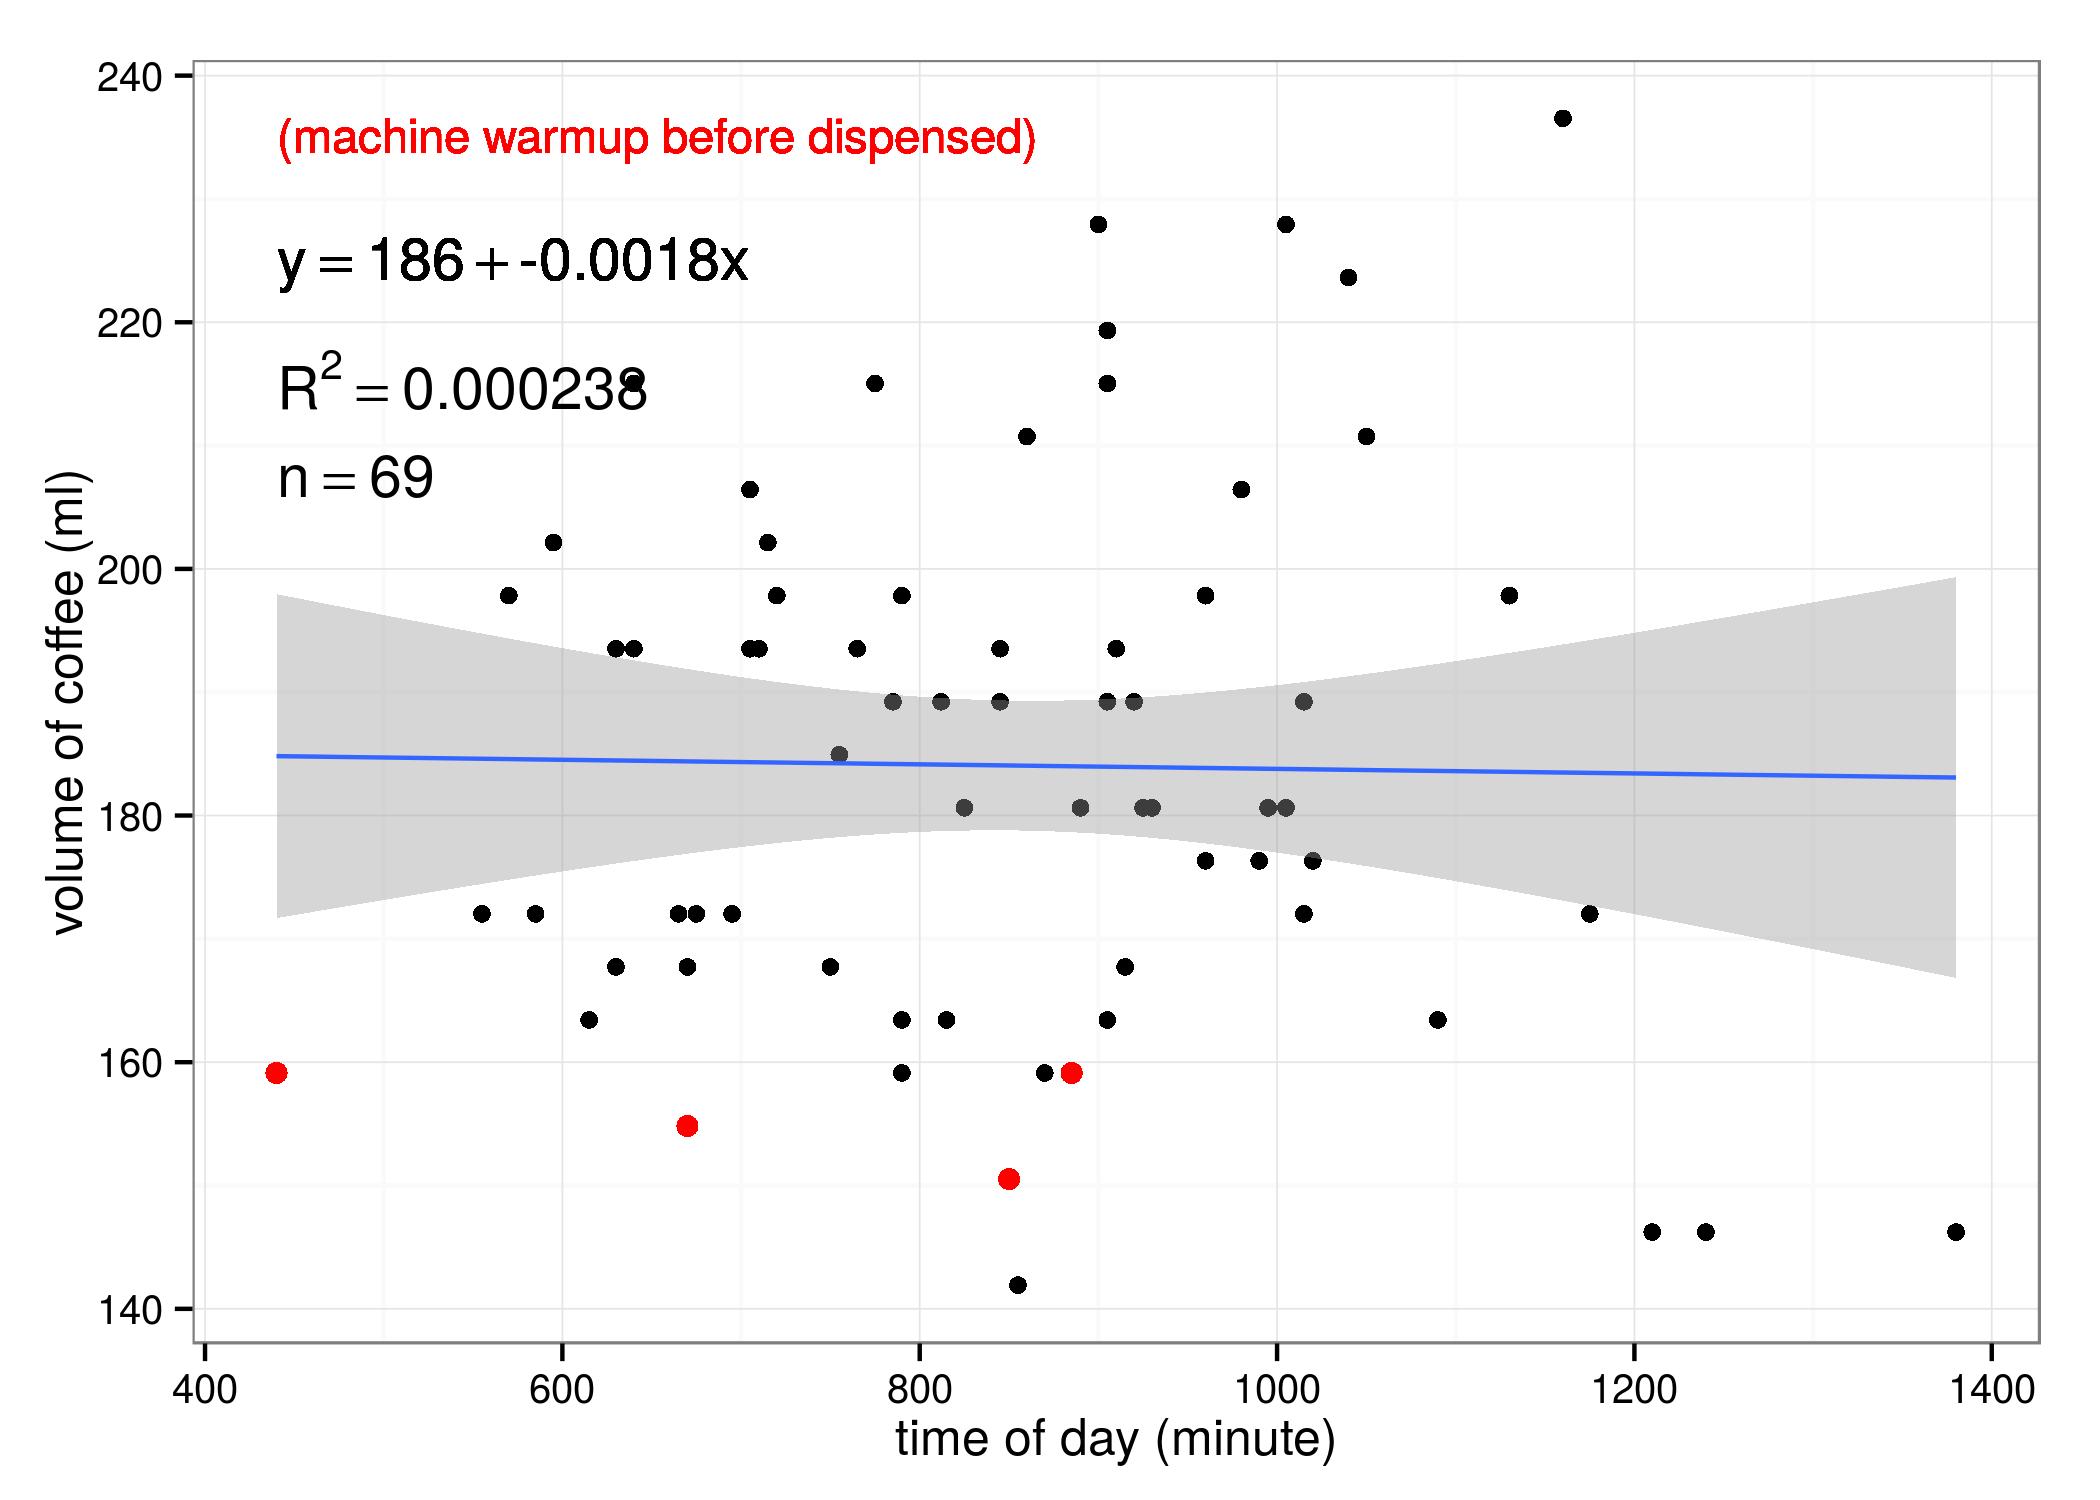 240
(machine warmup before dispensed)
y = 186 + -0.0018x
220
R² = 0.000238
n = 69
200
volume of coffee (ml)
180
160
140
400 600 800 1000 1200 1400
time of day (minute)